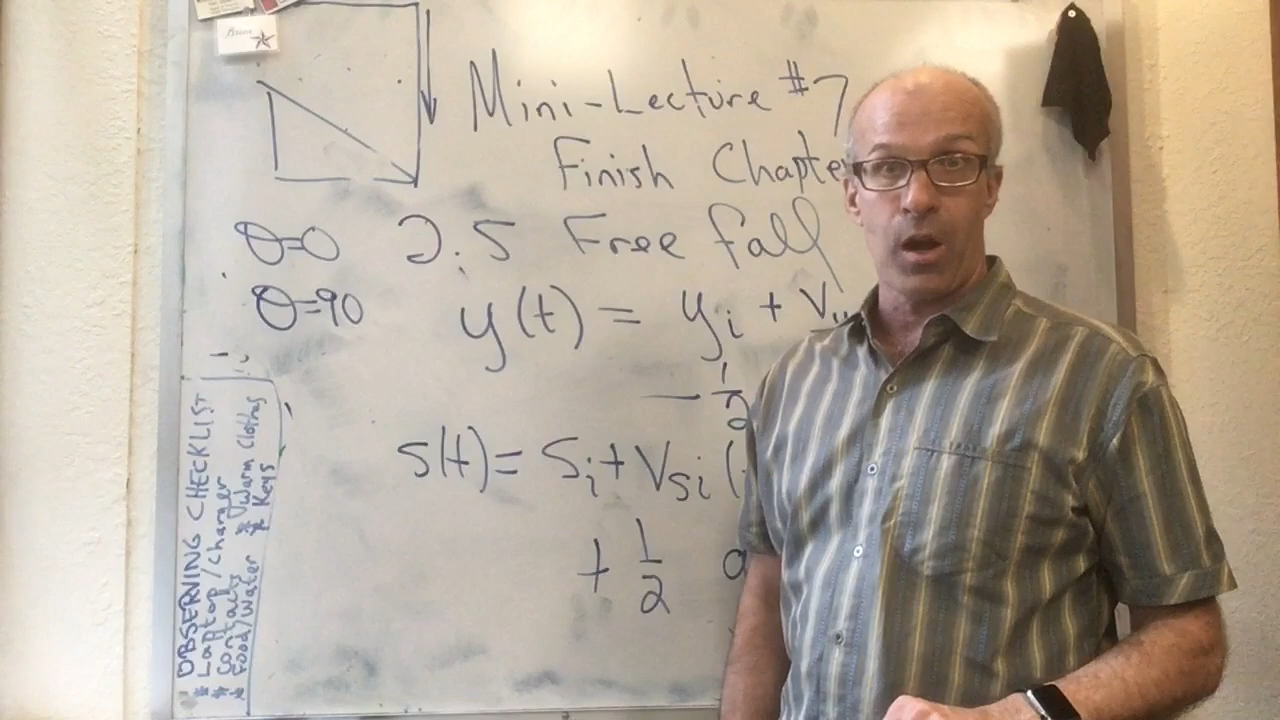 Mini-Lecture #7
Finish Chapter
θ=0 2.5 Free fall
θ=90 y(t) = yi +
- 1/2
s(t) = Si + Vsi (
+ 1/2 a
OBSERVING CHECKLIST
* Laptop/charger
* Contacts
* Food/Water * Warm Clothes
* Keys